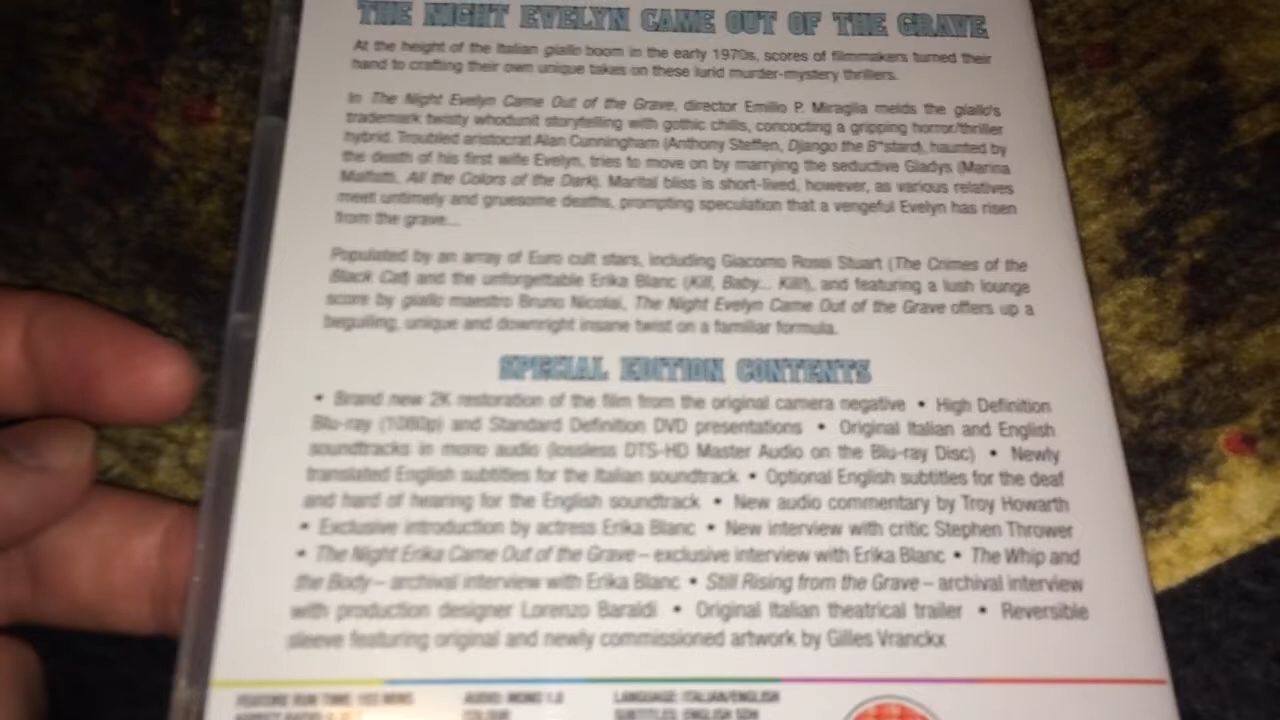 THE NIGHT EVELYN CAME OUT OF THE GRAVE
At the height of the Italian giallo boom in the early 1970s, scores of filmmakers turned their
hand to crafting their own unique takes on these lurid murder-mystery thrillers.
In The Night Evelyn Came Out of the Grave, director Emilio P. Miraglia melds the giallo's
trademark twisty whodunit storytelling with gothic chills, concocting a gripping horror/thriller
hybrid. Troubled aristocrat Alan Cunningham (Anthony Steffen, Django the B*stard), haunted by
the death of his first wife Evelyn, tries to move on by marrying the seductive Gladys (Marina
Malfatti, All the Colors of the Dark). Marital bliss is short-lived, however, as various relatives
meet untimely and gruesome deaths, prompting speculation that a vengeful Evelyn has risen
from the grave...
Populated by an array of Euro cult stars, including Giacomo Rossi Stuart (The Crimes of the
Black Cat) and the unforgettable Erika Blanc (Kill, Baby... Kill!), and featuring a lush lounge
score by giallo maestro Bruno Nicolai, The Night Evelyn Came Out of the Grave offers up a
beguiling, unique and downright insane twist on a familiar formula.
SPECIAL EDITION CONTENTS
• Brand new 2K restoration of the film from the original camera negative • High Definition
Blu-ray (1080p) and Standard Definition DVD presentations • Original Italian and English
soundtracks in mono audio (lossless DTS-HD Master Audio on the Blu-ray Disc) • Newly
translated English subtitles for the Italian soundtrack • Optional English subtitles for the deaf
and hard of hearing for the English soundtrack • New audio commentary by Troy Howarth
• Exclusive introduction by actress Erika Blanc • New interview with critic Stephen Thrower
• The Night Erika Came Out of the Grave – exclusive interview with Erika Blanc • The Whip and
the Body – archival interview with Erika Blanc • Still Rising from the Grave – archival interview
with production designer Lorenzo Baraldi • Original Italian theatrical trailer • Reversible
sleeve featuring original and newly commissioned artwork by Gilles Vranckx
FEATURE RUN TIME: 103 MINS AUDIO: MONO 1.0 LANGUAGE: ITALIAN/ENGLISH
COLOUR SUBTITLES: ENGLISH SDH